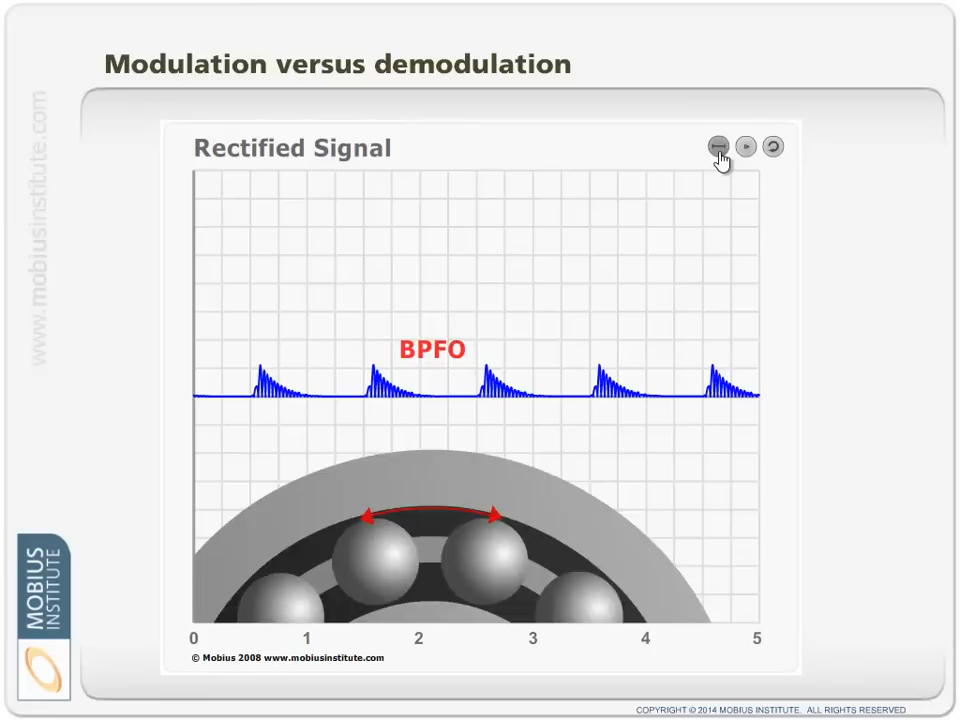 Modulation versus demodulation
www.mobiusinstitute.com
Rectified Signal
BPFO
0 1 2 3 4 5
© Mobius 2008 www.mobiusinstitute.com
MOBIUS
INSTITUTE
COPYRIGHT © 2014 MOBIUS INSTITUTE. ALL RIGHTS RESERVED